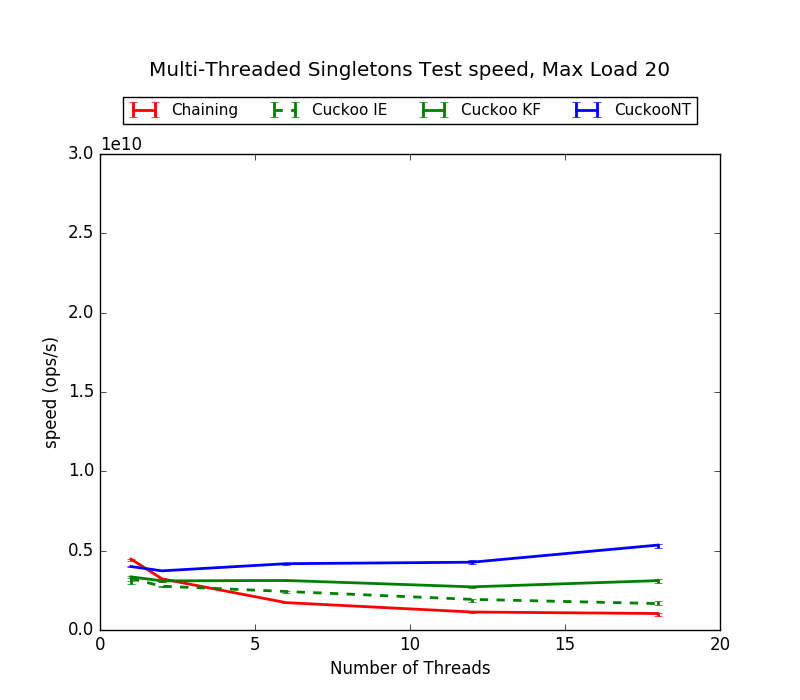 Multi-Threaded Singletons Test speed, Max Load 20
Chaining Cuckoo IE Cuckoo KF CuckooNT
1e10
3.0
2.5
2.0
1.5
1.0
0.5
0.0
speed (ops/s)
0 5 10 15 20
Number of Threads